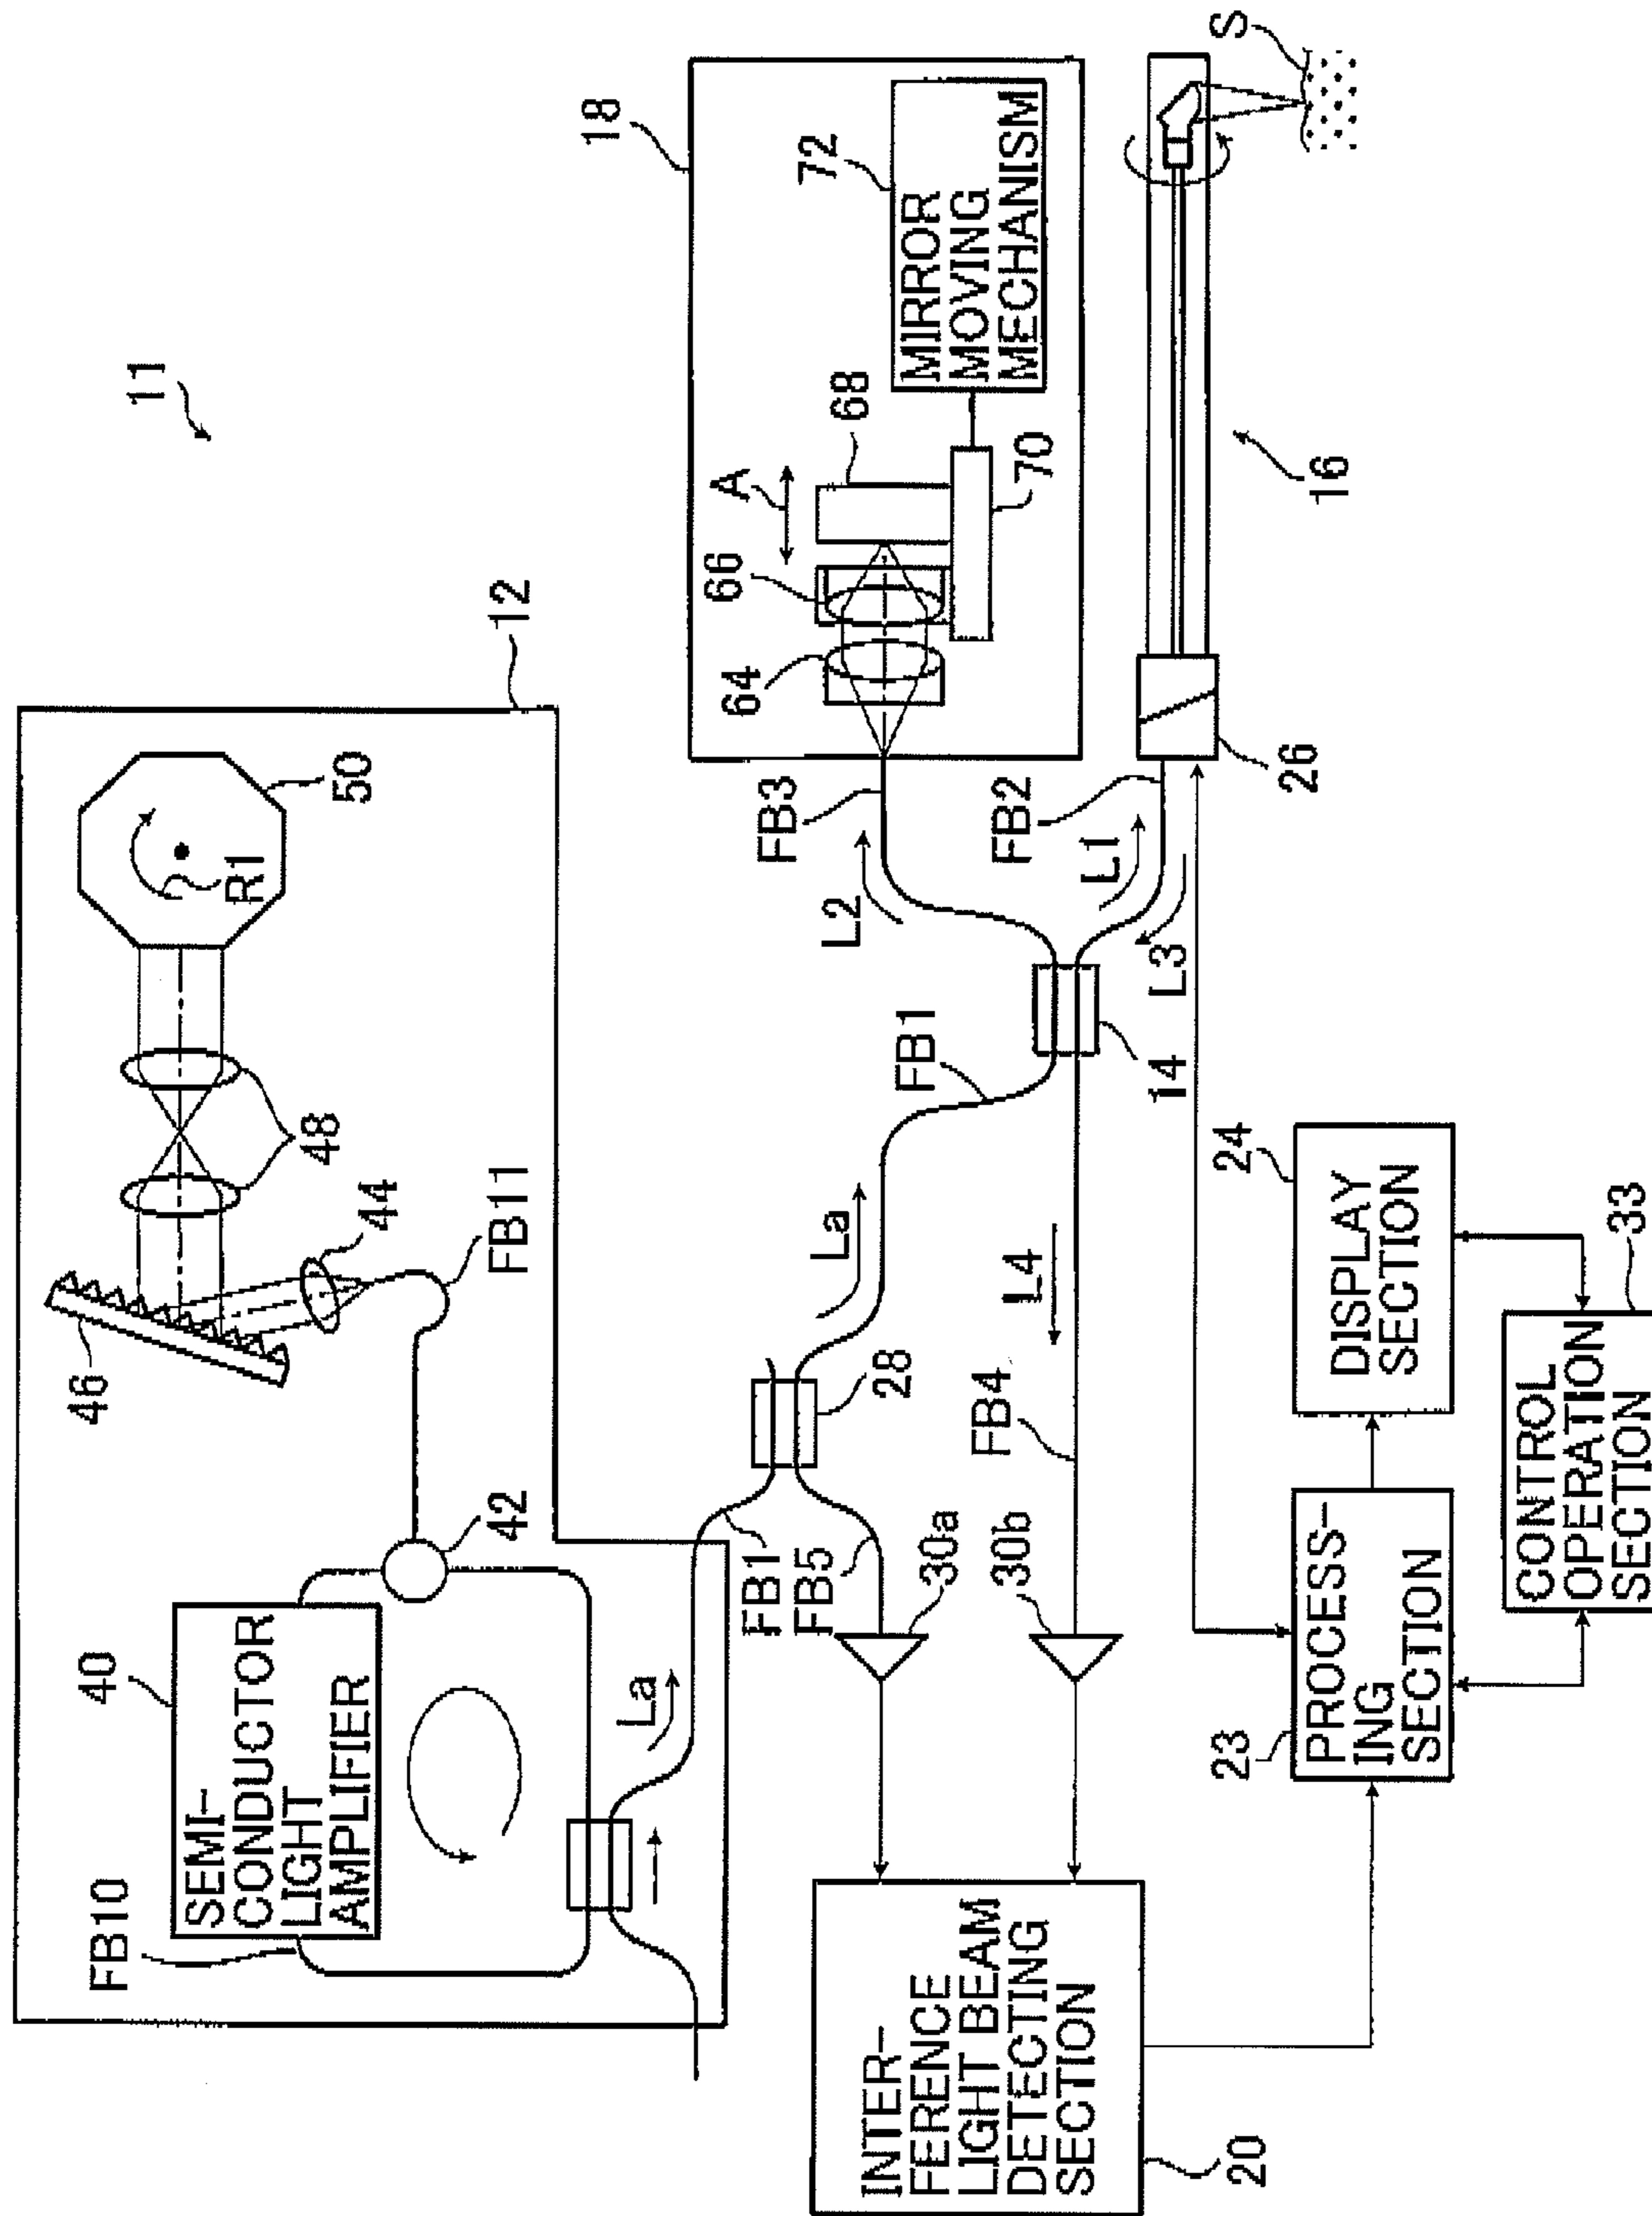 11
12
50
R1
48
44
46
FB11
42
40
SEMI-
CONDUCTOR
LIGHT
AMPLIFIER
FB10
La
18
72
MIRROR
MOVING
MECHANISM
A
68
66
64
70
FB3
L2
FB2
L1
L3
26
16
S
14
FB1
La
28
FB1
FB5
L4
FB4
30a
30b
INTER-
FERENCE
LIGHT BEAM
DETECTING
SECTION
20
23
PROCESS-
ING
SECTION
24
DISPLAY
SECTION
33
CONTROL
OPERATION
SECTION